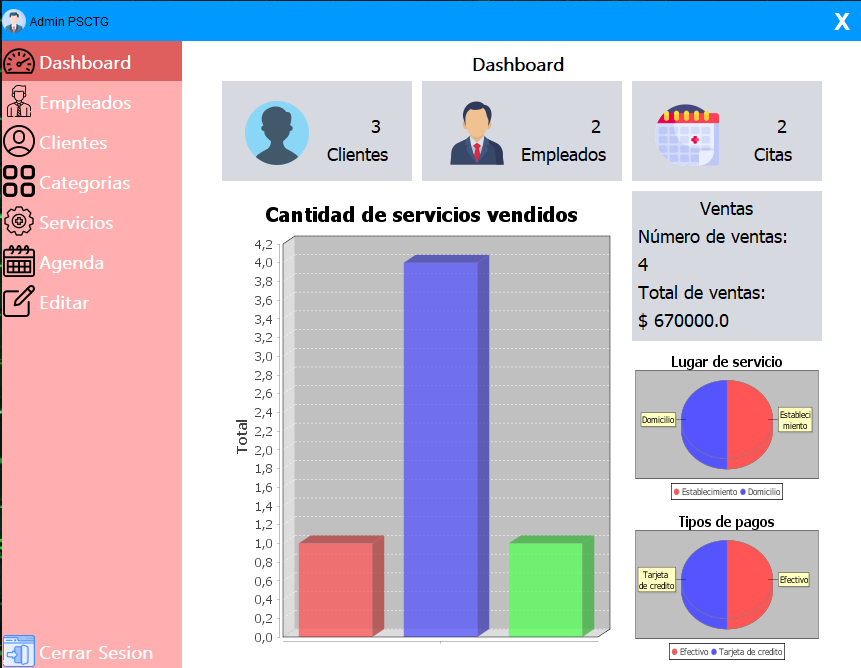 Admin PSCTG
X
Dashboard
Empleados
Clientes
Categorias
Servicios
Agenda
Editar
Cerrar Sesion
Dashboard
3
Clientes
2
Empleados
2
Citas
Cantidad de servicios vendidos
Total
4,2
4,0
3,8
3,6
3,4
3,2
3,0
2,8
2,6
2,4
2,2
2,0
1,8
1,6
1,4
1,2
1,0
0,8
0,6
0,4
0,2
0,0
Ventas
Número de ventas:
4
Total de ventas:
$ 670000.0
Lugar de servicio
Domicilio
Estableci
miento
Establecimiento Domicilio
Tipos de pagos
Tarjeta
de credito
Efectivo
Efectivo Tarjeta de credito